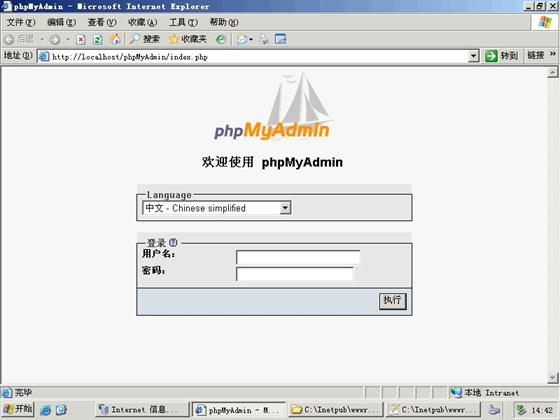 phpMyAdmin - Microsoft Internet Explorer
文件(F) 编辑(E) 查看(V) 收藏(A) 工具(T) 帮助(H)
后退 搜索 收藏夹
地址(D) http://localhost/phpMyAdmin/index.php 转到 链接 »
phpMyAdmin
欢迎使用 phpMyAdmin
Language
中文 - Chinese simplified
登录
用户名：
密码：
执行
完毕 本地 Intranet
开始 Internet 信息... phpMyAdmin - M... C:\Inetpub\wwwr... C:\Inetpub\wwwr... 14:42